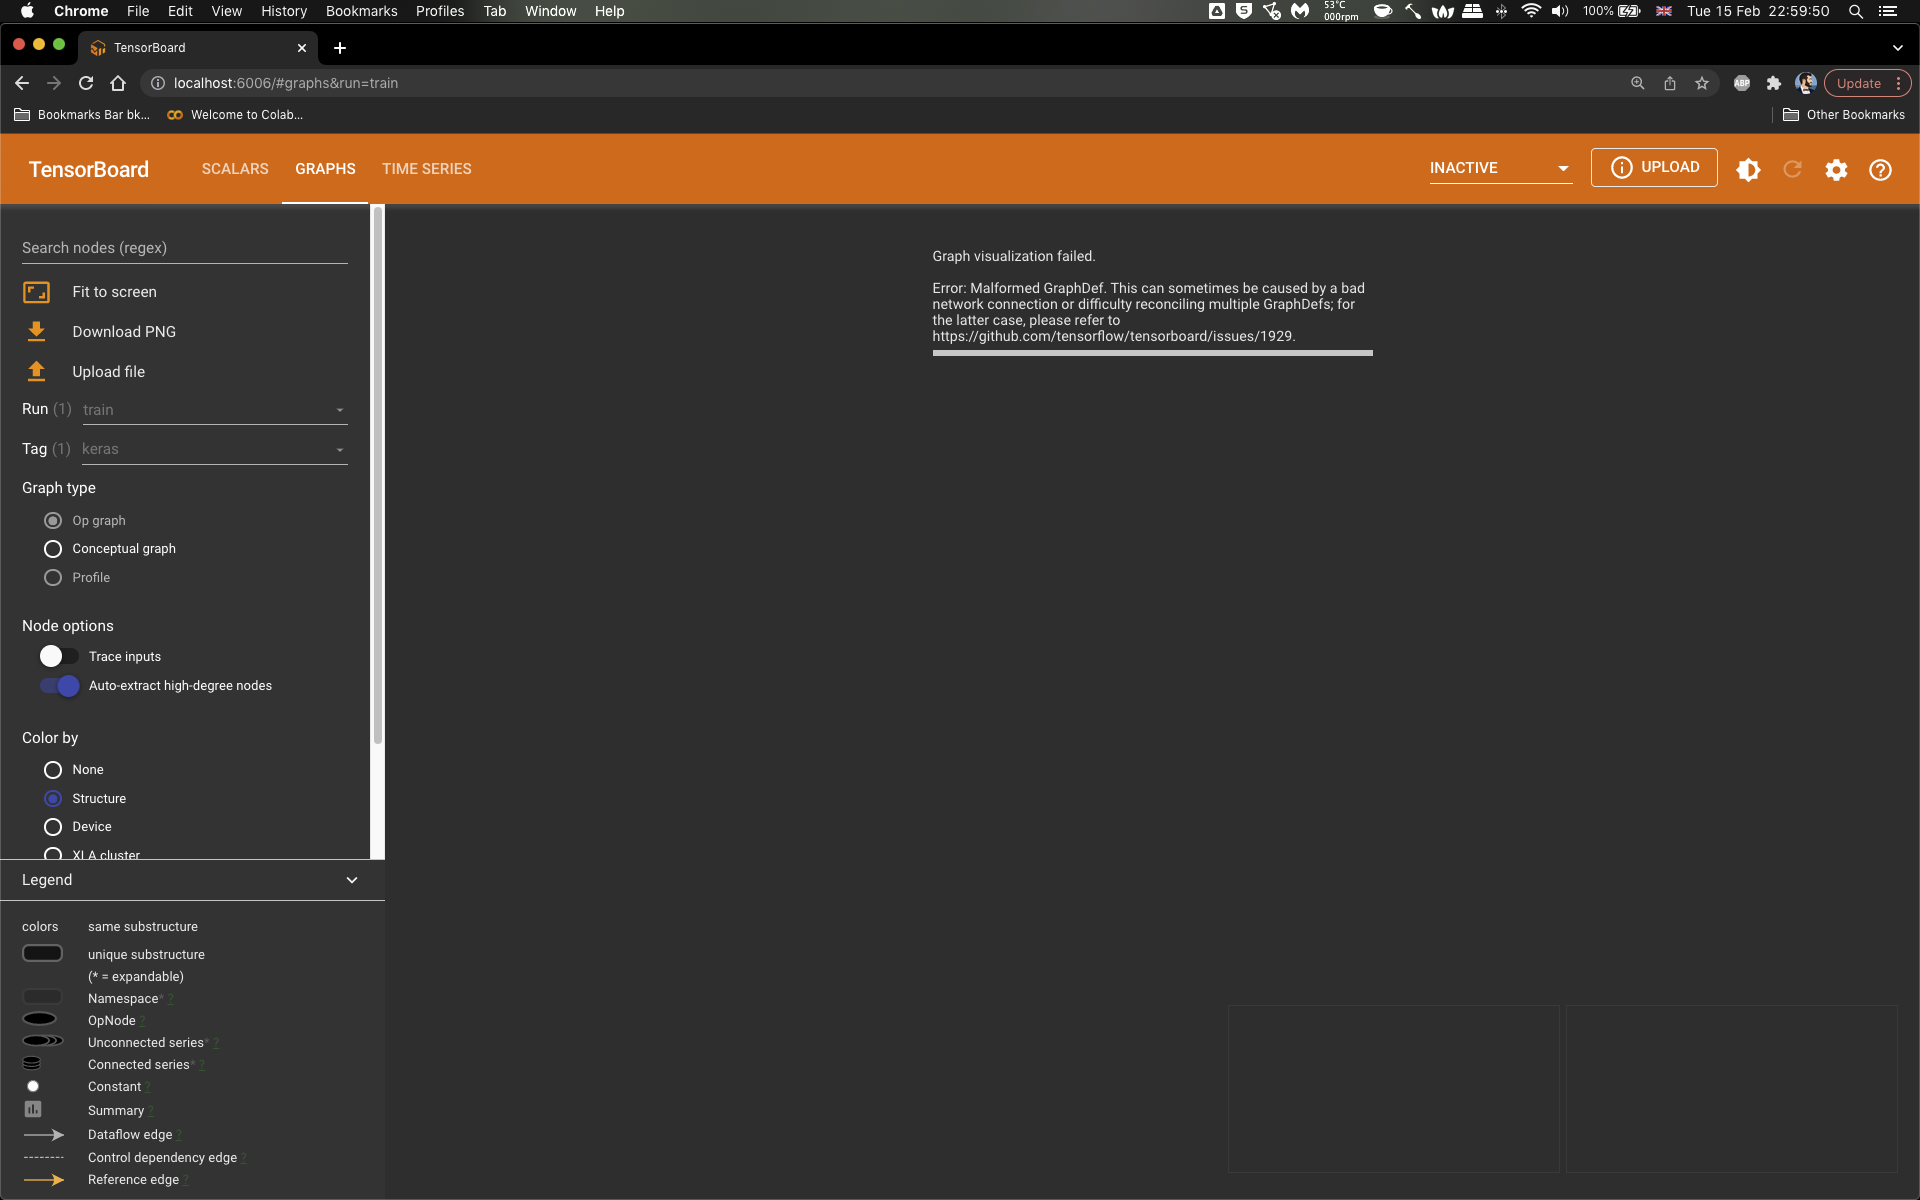 Chrome File Edit View History Bookmarks Profiles Tab Window Help
53°C
000rpm
100%
Tue 15 Feb 22:59:50
TensorBoard
localhost:6006/#graphs&run=train
ABP
Update
Bookmarks Bar bk...
Welcome to Colab...
Other Bookmarks
TensorBoard
SCALARS
GRAPHS
TIME SERIES
INACTIVE
UPLOAD
Search nodes (regex)
Fit to screen
Download PNG
Upload file
Run (1) train
Tag (1) keras
Graph type
Op graph
Conceptual graph
Profile
Node options
Trace inputs
Auto-extract high-degree nodes
Color by
None
Structure
Device
XLA cluster
Legend
colors same substructure
unique substructure
(* = expandable)
Namespace* ?
OpNode ?
Unconnected series* ?
Connected series* ?
Constant ?
Summary ?
Dataflow edge ?
Control dependency edge ?
Reference edge ?
Graph visualization failed.
Error: Malformed GraphDef. This can sometimes be caused by a bad
network connection or difficulty reconciling multiple GraphDefs; for
the latter case, please refer to
https://github.com/tensorflow/tensorboard/issues/1929.